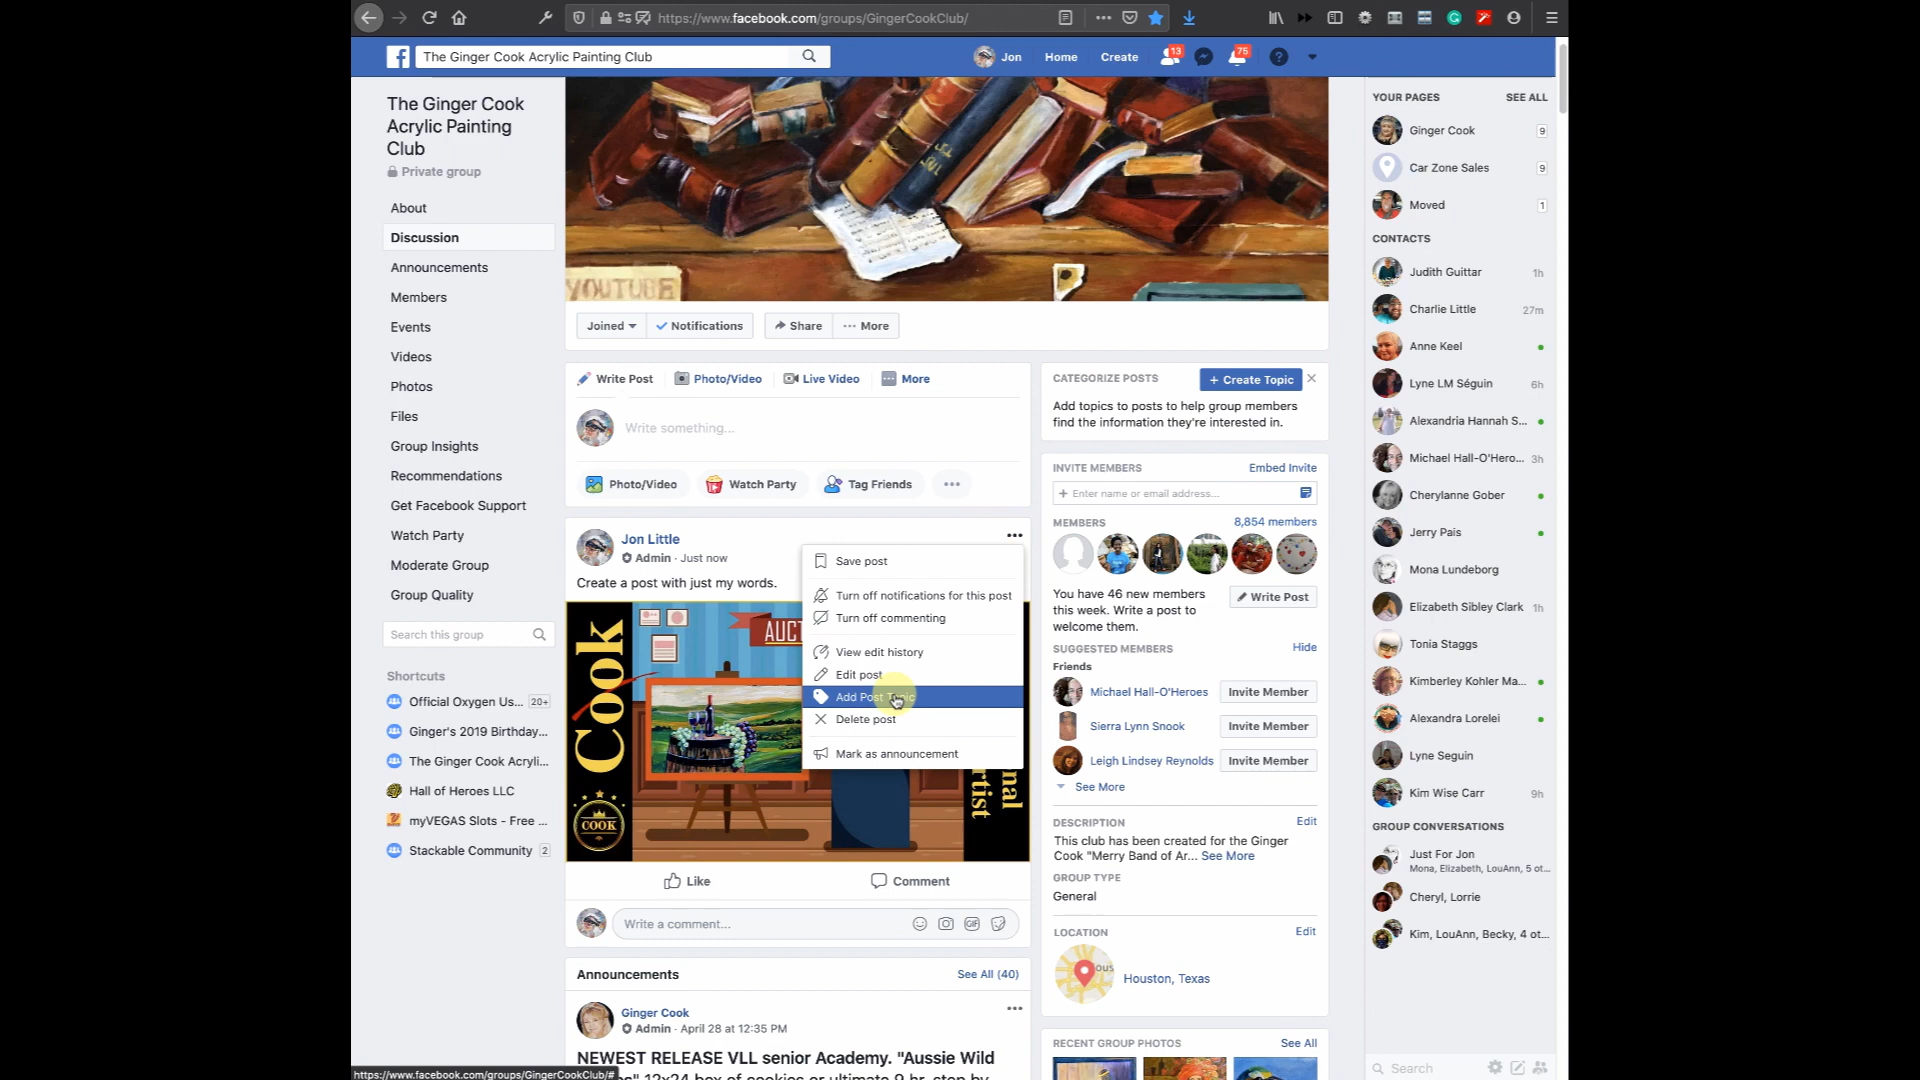 https://www.facebook.com/groups/GingerCookClub/
The Ginger Cook Acrylic Painting Club
Jon
Home
Create
13
75
The Ginger Cook
Acrylic Painting
Club
Private group
About
Discussion
Announcements
Members
Events
Videos
Photos
Files
Group Insights
Recommendations
Get Facebook Support
Watch Party
Moderate Group
Group Quality
Search this group
Shortcuts
Official Oxygen Us... 20+
Ginger's 2019 Birthday...
The Ginger Cook Acryli...
Hall of Heroes LLC
myVEGAS Slots - Free ...
Stackable Community 2
YOUTUBE
Joined
Notifications
Share
More
Write Post
Photo/Video
Live Video
More
Write something...
Photo/Video
Watch Party
Tag Friends
Jon Little
Admin · Just now
Create a post with just my words.
Save post
Turn off notifications for this post
Turn off commenting
View edit history
Edit post
Add Post Topic
Delete post
Mark as announcement
Cook
AUCT
COOK
nal
rtist
Like
Comment
Write a comment...
GIF
Announcements
See All (40)
Ginger Cook
Admin · April 28 at 12:35 PM
NEWEST RELEASE VLL senior Academy. "Aussie Wild
CATEGORIZE POSTS
+ Create Topic
Add topics to posts to help group members
find the information they're interested in.
INVITE MEMBERS
Embed Invite
+ Enter name or email address...
MEMBERS
8,854 members
You have 46 new members
this week. Write a post to
welcome them.
Write Post
SUGGESTED MEMBERS
Hide
Friends
Michael Hall-O'Heroes
Invite Member
Sierra Lynn Snook
Invite Member
Leigh Lindsey Reynolds
Invite Member
See More
DESCRIPTION
Edit
This club has been created for the Ginger
Cook "Merry Band of Ar... See More
GROUP TYPE
General
LOCATION
Edit
ous
Houston, Texas
RECENT GROUP PHOTOS
See All
YOUR PAGES
SEE ALL
Ginger Cook 9
Car Zone Sales 9
Moved 1
CONTACTS
Judith Guittar 1h
Charlie Little 27m
Anne Keel
Lyne LM Séguin 6h
Alexandria Hannah S...
Michael Hall-O'Hero... 3h
Cherylanne Gober
Jerry Pais
Mona Lundeborg
Elizabeth Sibley Clark 1h
Tonia Staggs
Kimberley Kohler Ma...
Alexandra Lorelei
Lyne Seguin
Kim Wise Carr 9h
GROUP CONVERSATIONS
Just For Jon
Mona, Elizabeth, LouAnn, 5 ot...
Cheryl, Lorrie
Kim, LouAnn, Becky, 4 ot...
Search
https://www.facebook.com/groups/GingerCookClub/#